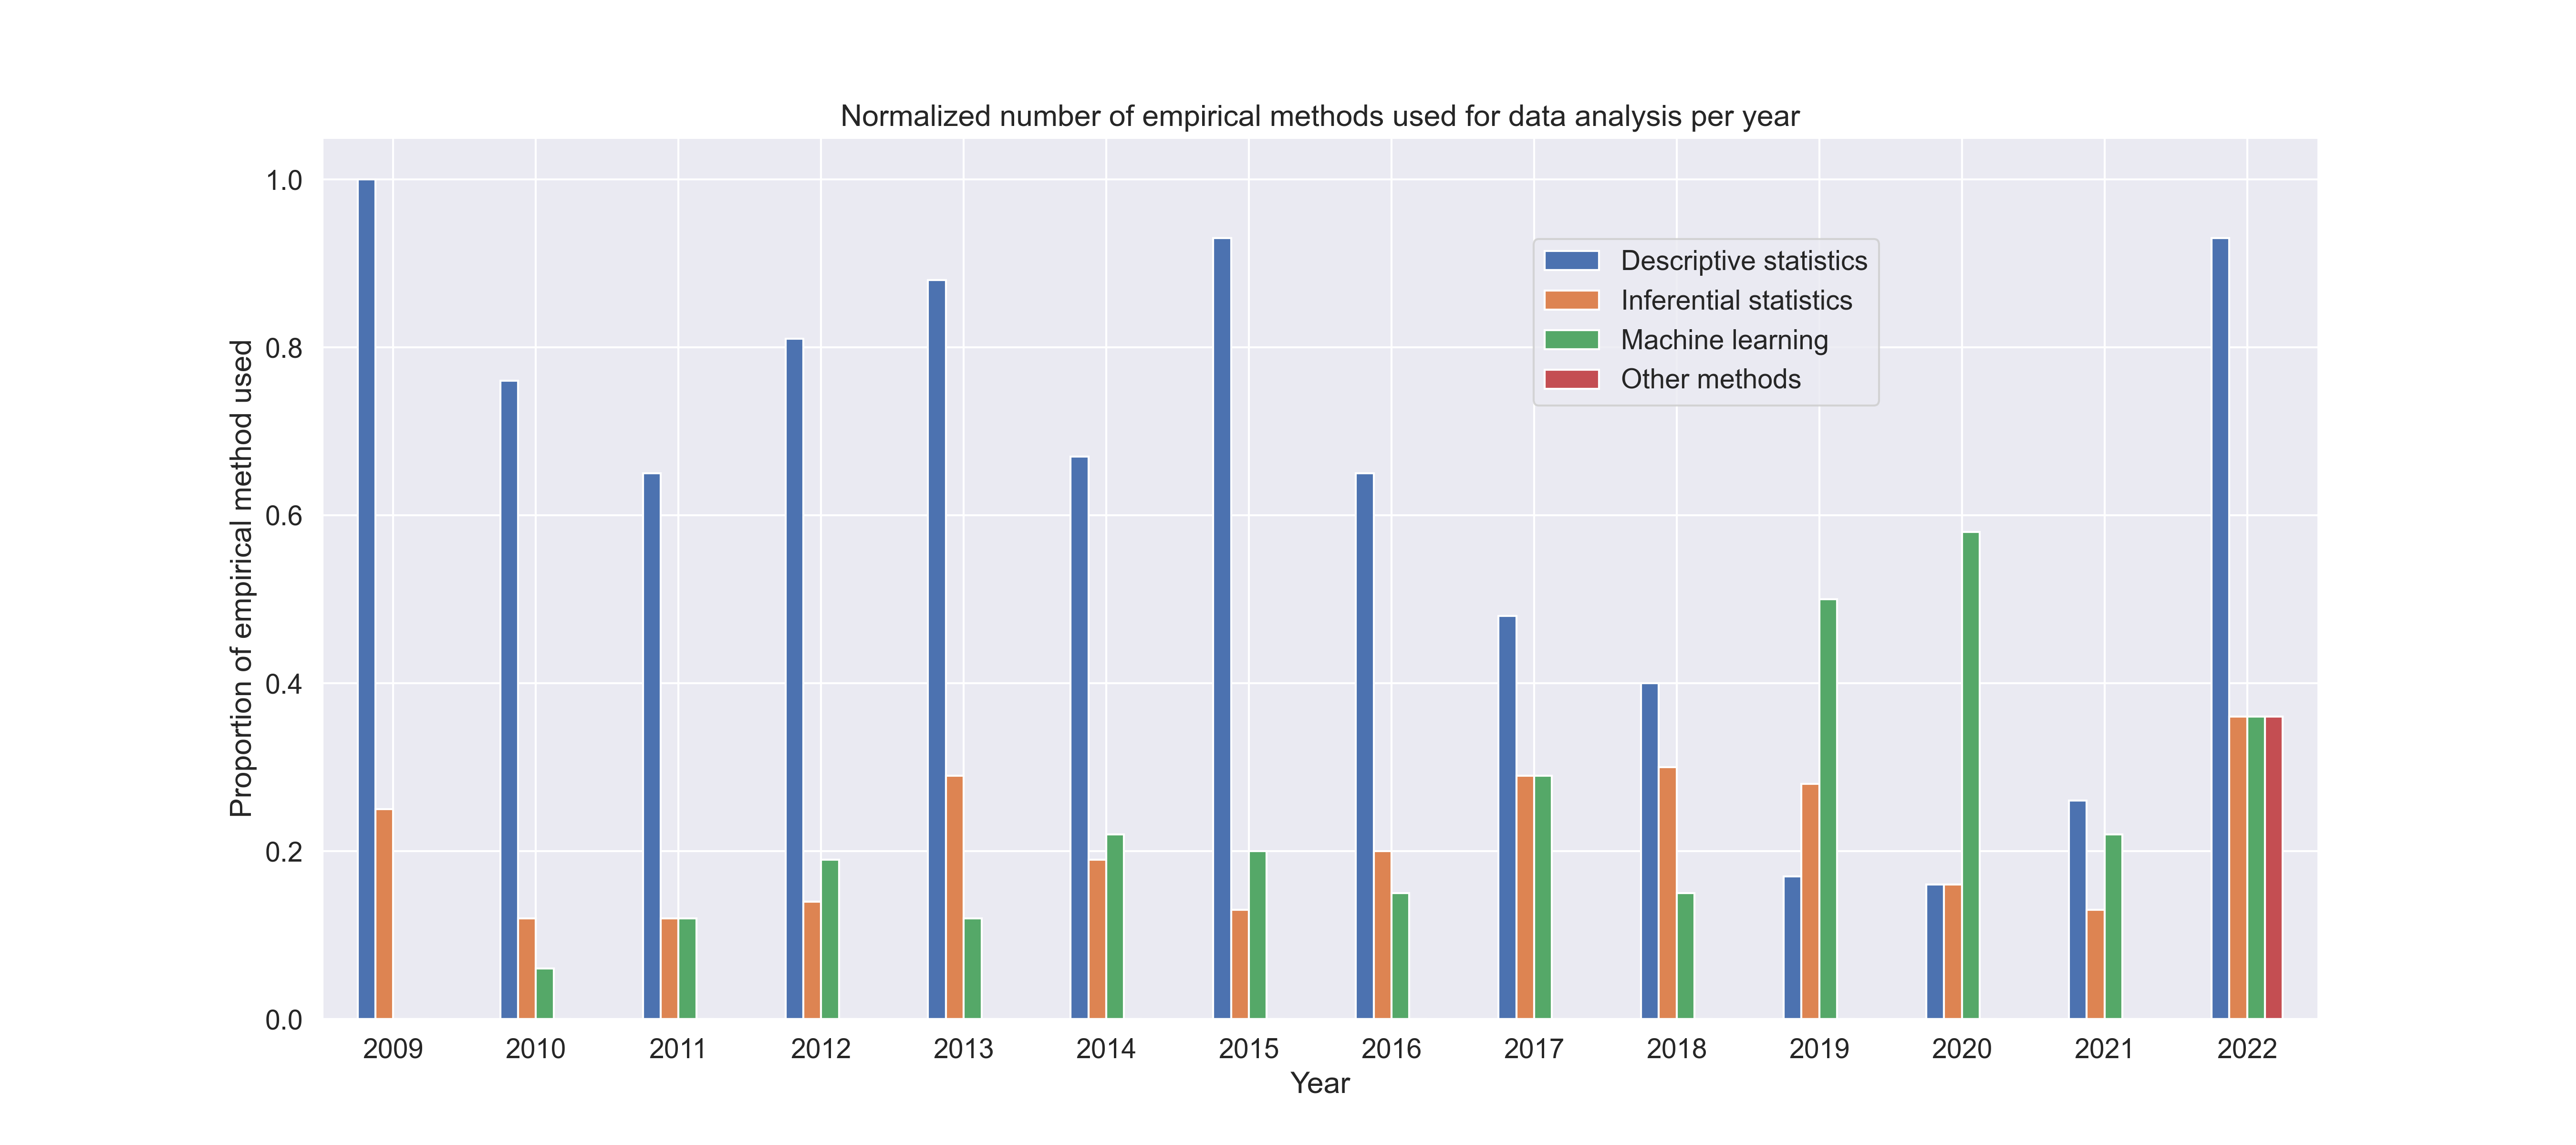 Normalized number of empirical methods used for data analysis per year
Proportion of empirical method used
1.0
0.8
0.6
0.4
0.2
0.0
Descriptive statistics
Inferential statistics
Machine learning
Other methods
2009 2010 2011 2012 2013 2014 2015 2016 2017 2018 2019 2020 2021 2022
Year